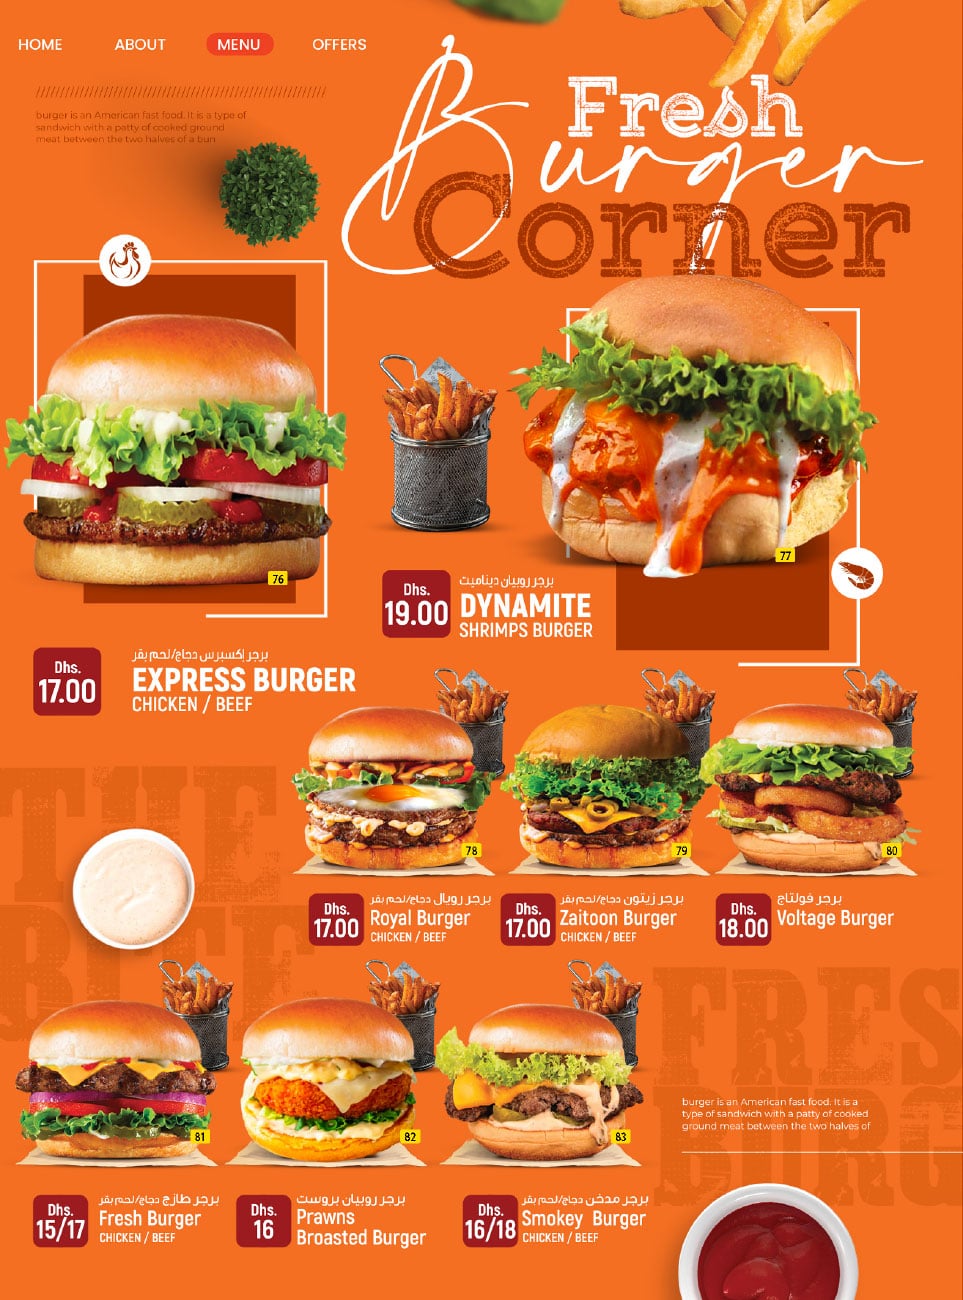 HOME ABOUT MENU OFFERS
burger is an American fast food. It is a type of
sandwich with a patty of cooked ground
meat between the two halves of a bun
Fresh
Burger
Corner
76
77
Dhs.
17.00
برجر إكسبرس دجاج/لحم بقر
EXPRESS BURGER
CHICKEN / BEEF
Dhs.
19.00
برجر روبيان ديناميت
DYNAMITE
SHRIMPS BURGER
78
79
80
Dhs.
17.00
برجر رويال دجاج/لحم بقر
Royal Burger
CHICKEN / BEEF
Dhs.
17.00
برجر زيتون دجاج/لحم بقر
Zaitoon Burger
CHICKEN / BEEF
Dhs.
18.00
برجر فولتاج
Voltage Burger
THE
BITE
FRES
BURG
81
82
83
burger is an American fast food. It is a
type of sandwich with a patty of cooked
ground meat between the two halves of
Dhs.
15/17
برجر طازج دجاج/لحم بقر
Fresh Burger
CHICKEN / BEEF
Dhs.
16
برجر روبيان بروست
Prawns
Broasted Burger
Dhs.
16/18
برجر مدخن دجاج/لحم بقر
Smokey Burger
CHICKEN / BEEF